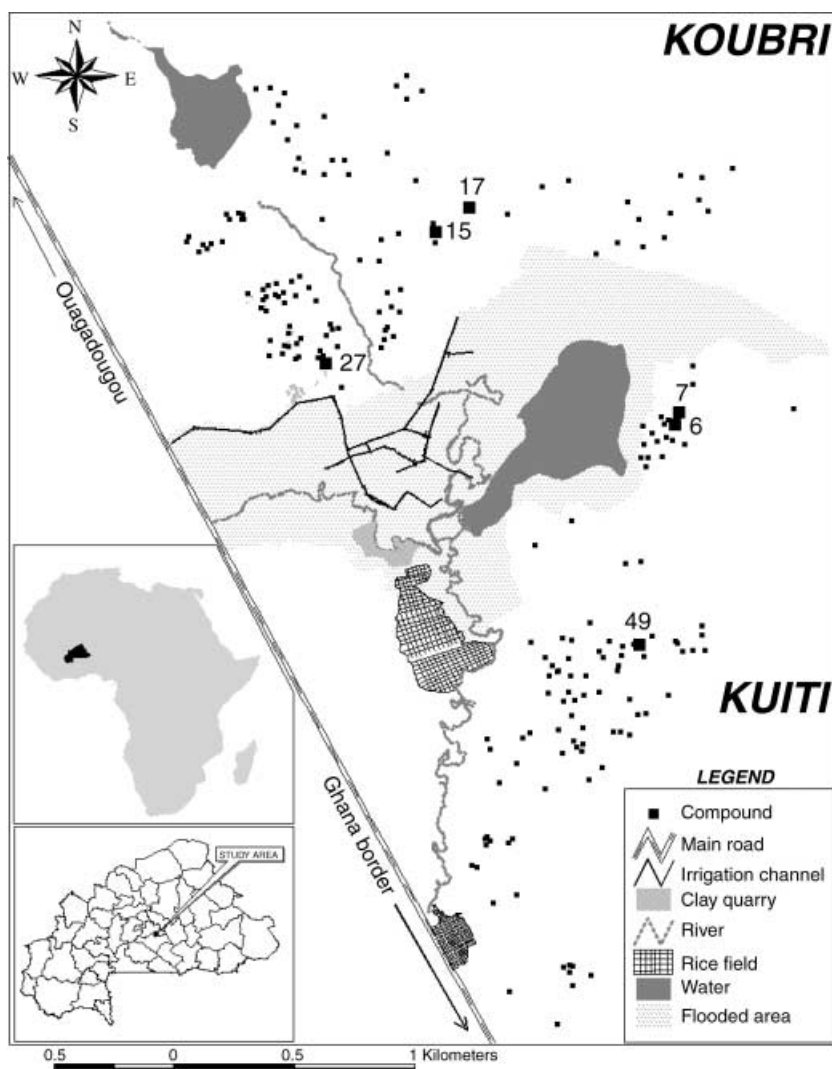 KOUBRI
N
W E
S
17
15
Ouagadougou
27
7
6
49
KUITI
Ghana border
STUDY AREA
LEGEND
Compound
Main road
Irrigation channel
Clay quarry
River
Rice field
Water
Flooded area
0.5 0 0.5 1 Kilometers